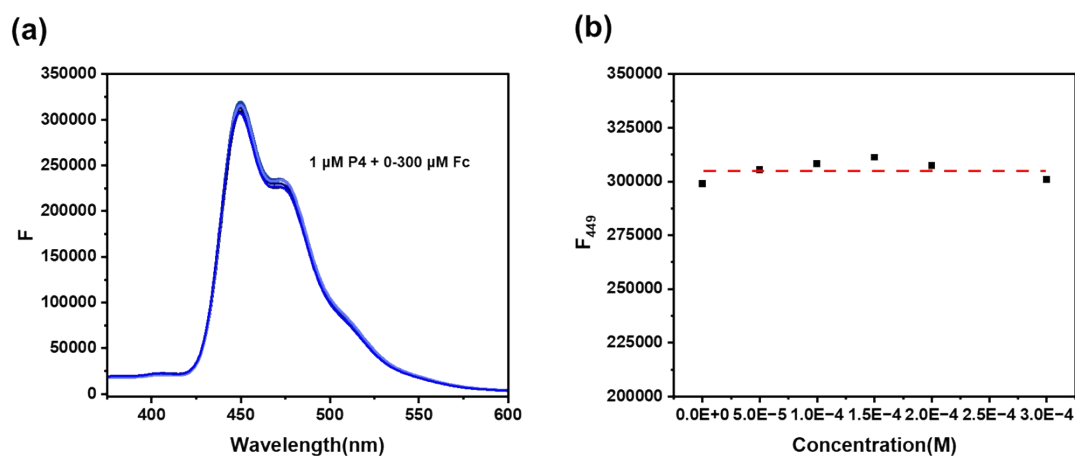 (a)
350000
300000
250000
200000
150000
100000
50000
0
F
1 μM P4 + 0-300 μM Fc
400
450
500
550
600
Wavelength(nm)
(b)
350000
325000
300000
275000
250000
225000
200000
F449
0.0E+0
5.0E−5
1.0E−4
1.5E−4
2.0E−4
2.5E−4
3.0E−4
Concentration(M)